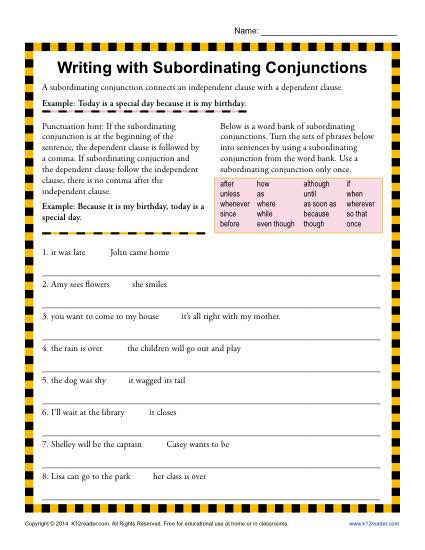 Name:
Writing with Subordinating Conjunctions
A subordinating conjunction connects an independent clause with a dependent clause.
Example: Today is a special day because it is my birthday.
Punctuation hint: If the subordinating
conjunction is at the beginning of the
sentence, the dependent clause is followed by
a comma. If subordinating conjuction and
the dependent clause follow the independent
clause, there is no comma after the
independent clause.
Example: Because it is my birthday, today is a
special day.
Below is a word bank of subordinating
conjunctions. Turn the sets of phrases below
into sentences by using a subordinating
conjunction from the word bank. Use a
subordination conjunction only once.
after how although if
unless as until when
whenever where as soon as wherever
since while because so that
before even though though once
1. it was late John came home
2. Amy sees flowers she smiles
3. you want to come to my house it's all right with my mother.
4. the rain is over the children will go out and play
5. the dog was shy it wagged its tail
6. I'll wait at the library it closes
7. Shelley will be the captain Casey wants to be
8. Lisa can go to the park her class is over
Copyright © 2014 K12reader.com. All Rights Reserved. Free for educational use at home or in classrooms. www.k12reader.com